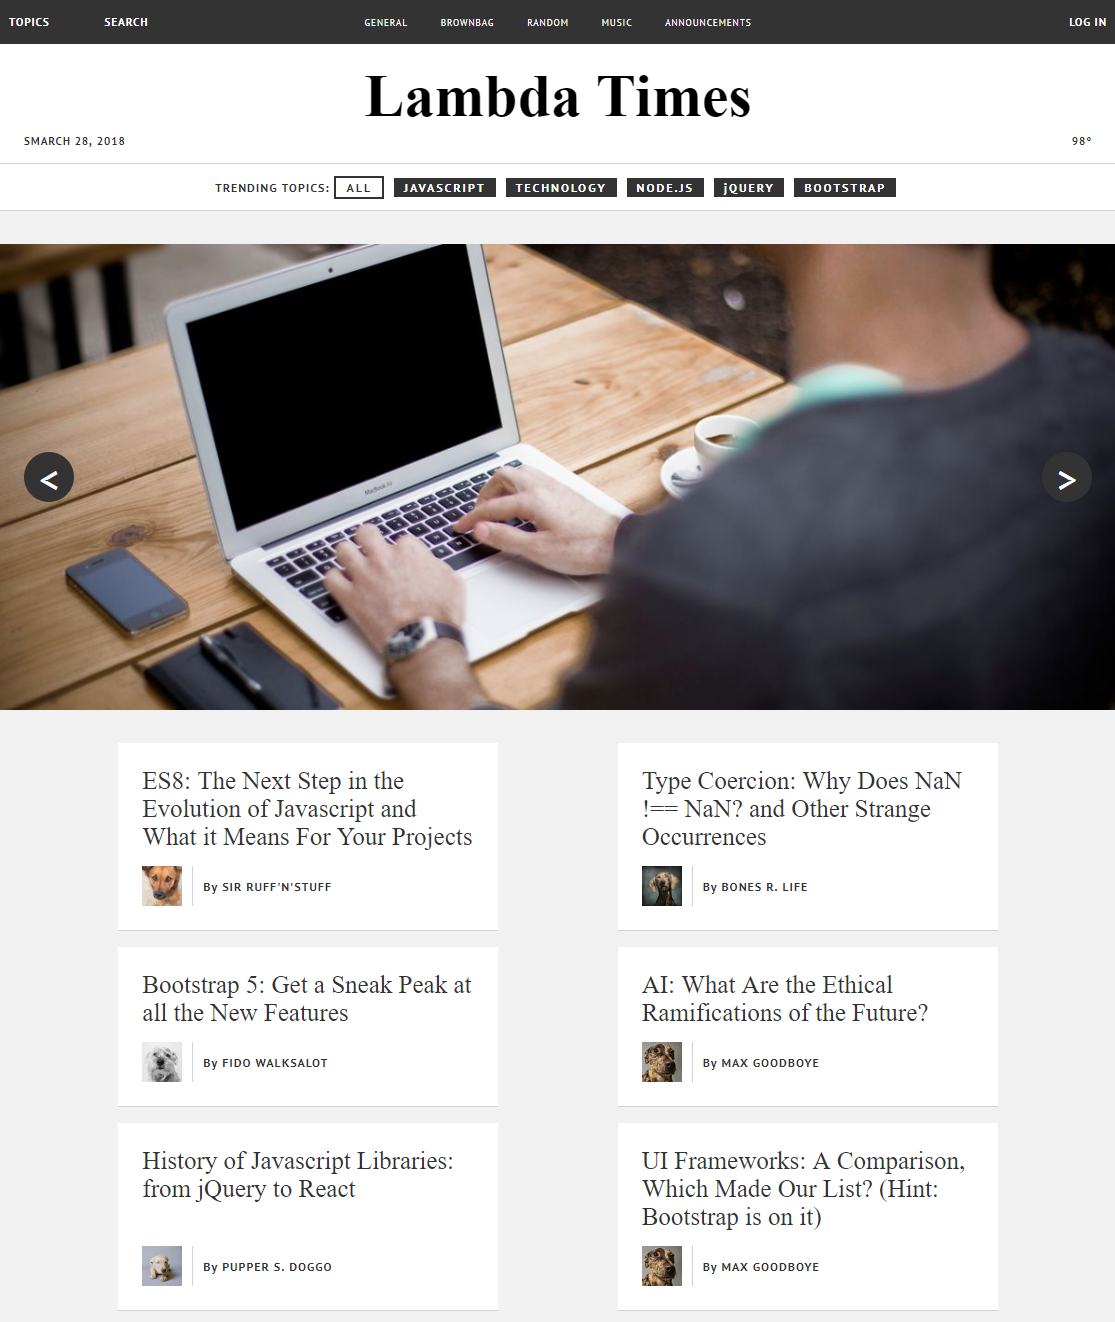 TOPICS SEARCH GENERAL BROWNBAG RANDOM MUSIC ANNOUNCEMENTS LOG IN
Lambda Times
SMARCH 28, 2018 98°
TRENDING TOPICS: ALL JAVASCRIPT TECHNOLOGY NODE.JS jQUERY BOOTSTRAP
MacBook Air
< >
ES8: The Next Step in the
Evolution of Javascript and
What it Means For Your Projects
By SIR RUFF'N'STUFF
Type Coercion: Why Does NaN
!== NaN? and Other Strange
Occurrences
By BONES R. LIFE
Bootstrap 5: Get a Sneak Peak at
all the New Features
By FIDO WALKSALOT
AI: What Are the Ethical
Ramifications of the Future?
By MAX GOODBOYE
History of Javascript Libraries:
from jQuery to React
By PUPPER S. DOGGO
UI Frameworks: A Comparison,
Which Made Our List? (Hint:
Bootstrap is on it)
By MAX GOODBOYE